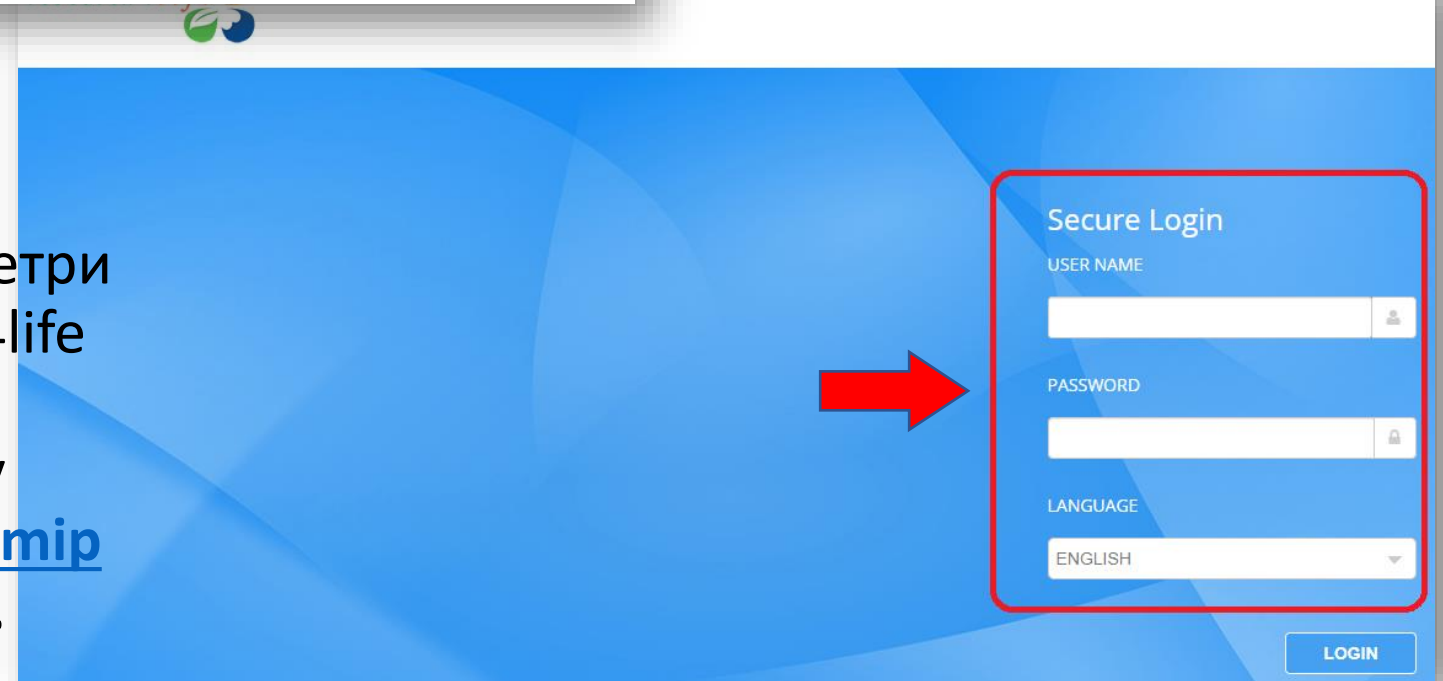 Secure Login
USER NAME
PASSWORD
LANGUAGE
ENGLISH
LOGIN
етри
life
у
mip